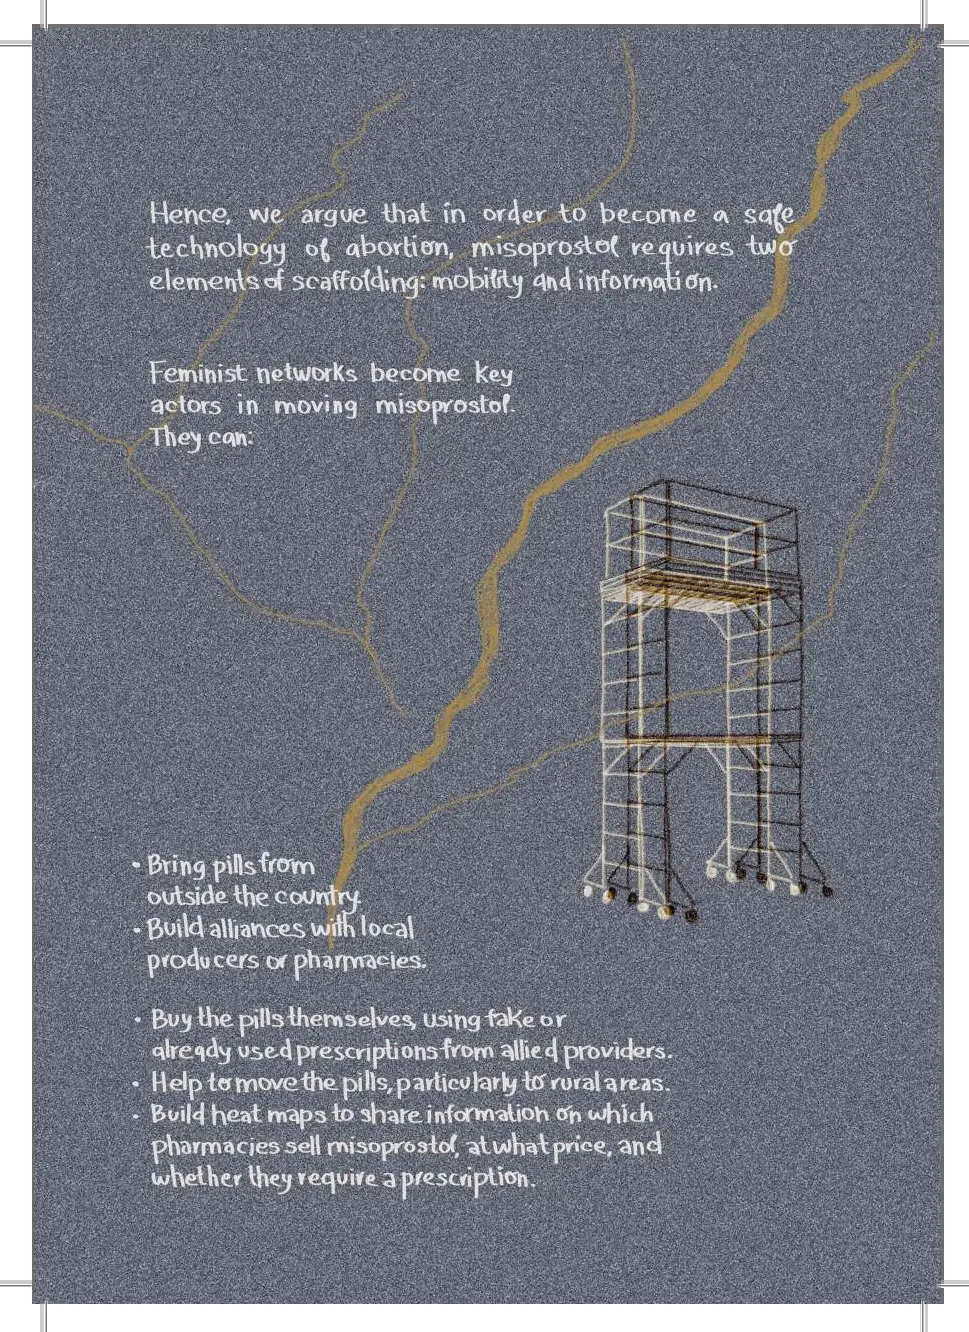 Hence, we argue that in order to become a safe
technology of abortion, misoprostol requires two
elements of scaffolding: mobility and information.
Feminist networks become key
actors in moving misoprostol.
They can:
• Bring pills from
outside the country.
• Build alliances with local
producers or pharmacies.
• Buy the pills themselves, using fake or
already used prescriptions from allied providers.
• Help to move the pills, particularly to rural areas.
• Build heat maps to share information on which
pharmacies sell misoprostol, at what price, and
whether they require a prescription.